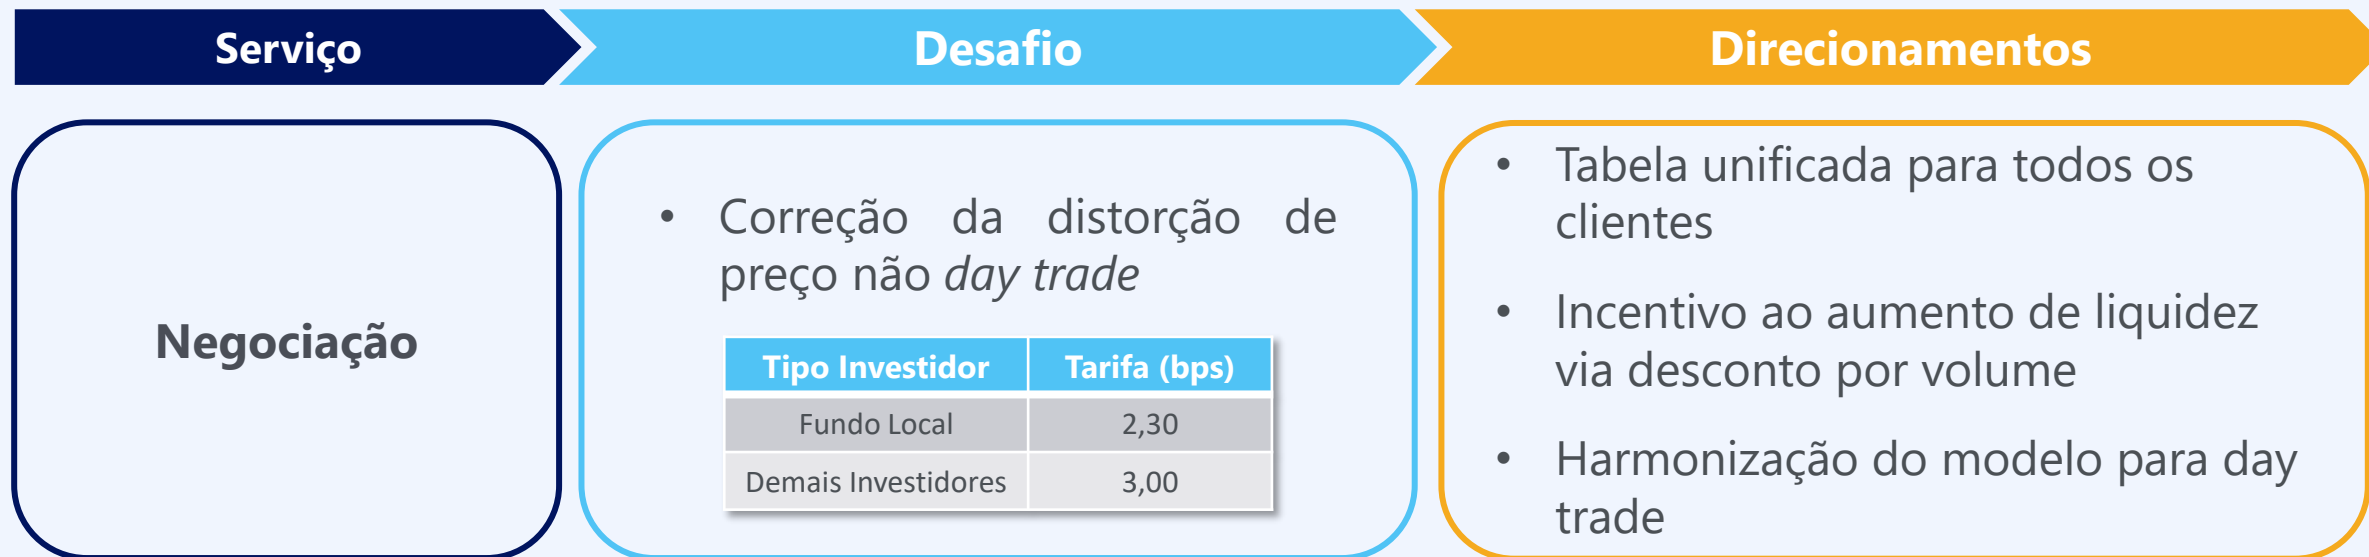 Serviço
Desafio
Direcionamentos
Negociação
• Correção da distorção de
preço não day trade
Tipo Investidor Tarifa (bps)
Fundo Local 2,30
Demais Investidores 3,00
• Tabela unificada para todos os
clientes
• Incentivo ao aumento de liquidez
via desconto por volume
• Harmonização do modelo para day
trade